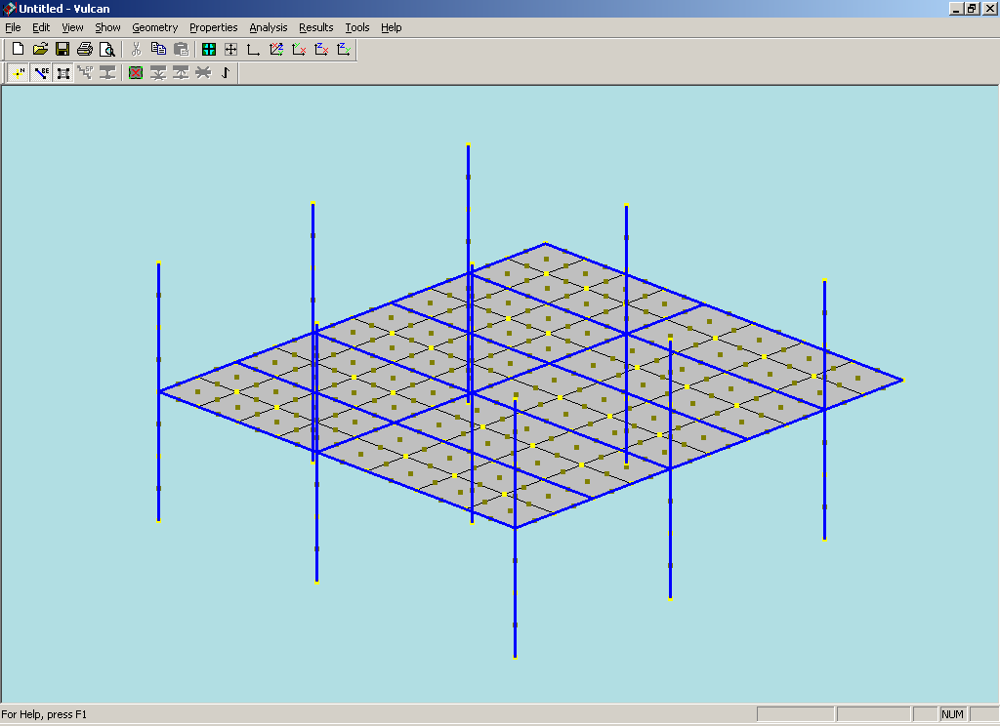 Untitled - Vulcan
File Edit View Show Geometry Properties Analysis Results Tools Help
For Help, press F1
NUM